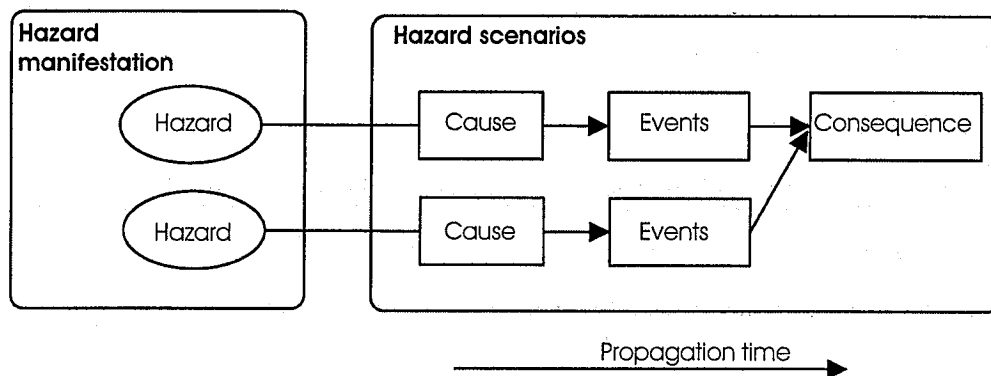 Hazard
manifestation
Hazard scenarios
Hazard
Cause
Events
Consequence
Hazard
Cause
Events
Propagation time